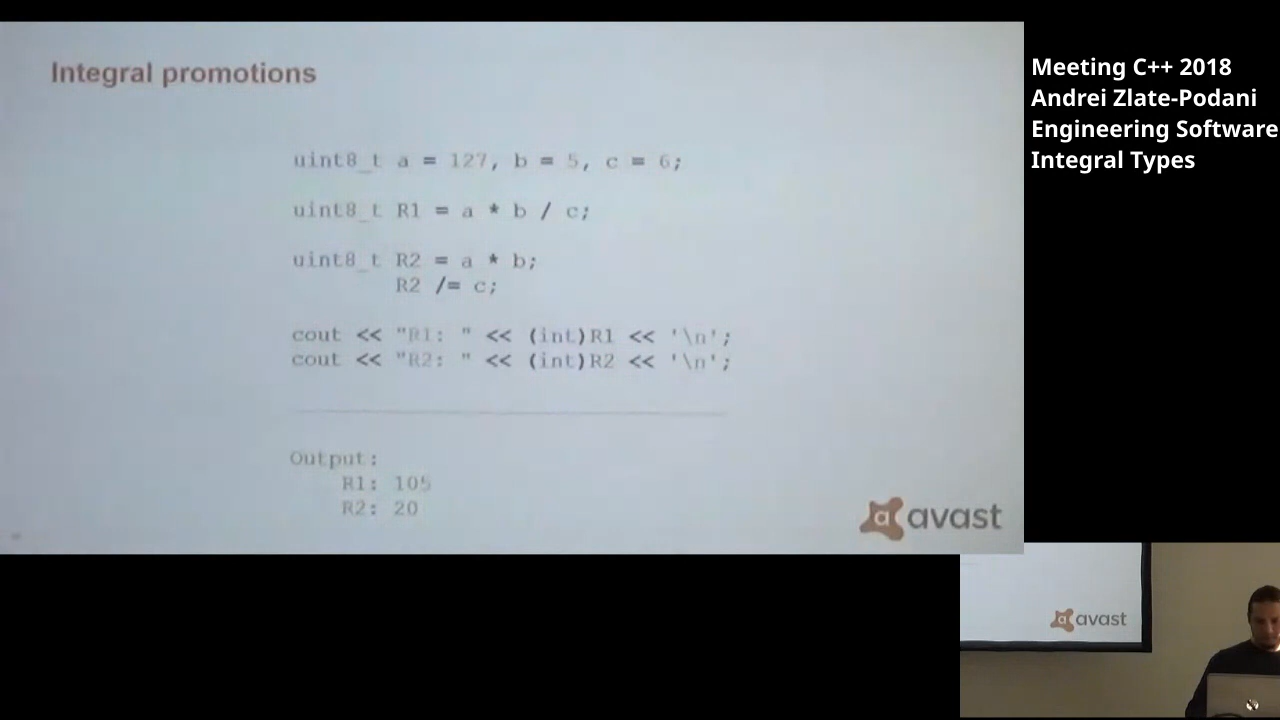 Integral promotions
uint8_t a = 127, b = 5, c = 6;
uint8_t R1 = a * b / c;
uint8_t R2 = a * b;
R2 /= c;
cout << "R1: " << (int)R1 << '\n';
cout << "R2: " << (int)R2 << '\n';
Output:
R1: 105
R2: 20
avast
Meeting C++ 2018
Andrei Zlate-Podani
Engineering Software
Integral Types
avast